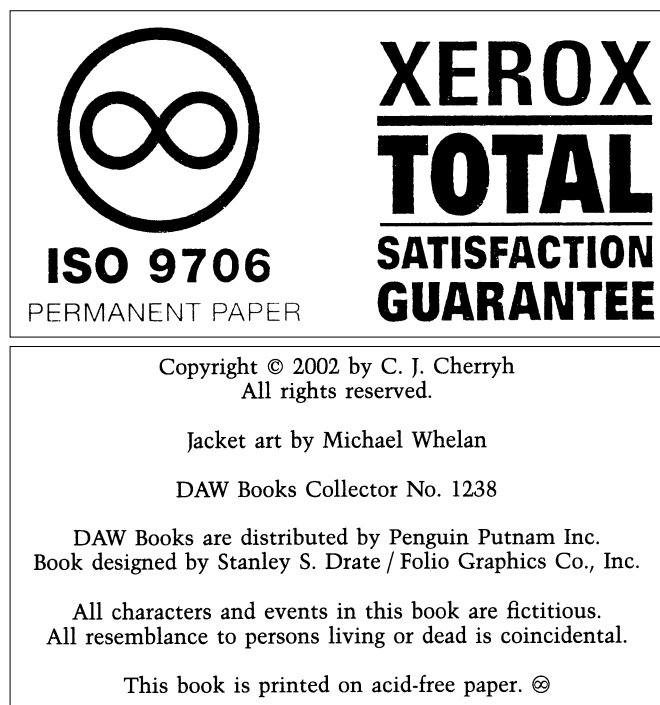 ISO 9706
PERMANENT PAPER
XEROX
TOTAL
SATISFACTION
GUARANTEE
Copyright © 2002 by C. J. Cherryh
All rights reserved.
Jacket art by Michael Whelan
DAW Books Collector No. 1238
DAW Books are distributed by Penguin Putnam Inc.
Book designed by Stanley S. Drate / Folio Graphics Co., Inc.
All characters and events in this book are fictitious.
All resemblance to persons living or dead is coincidental.
This book is printed on acid-free paper. ♾